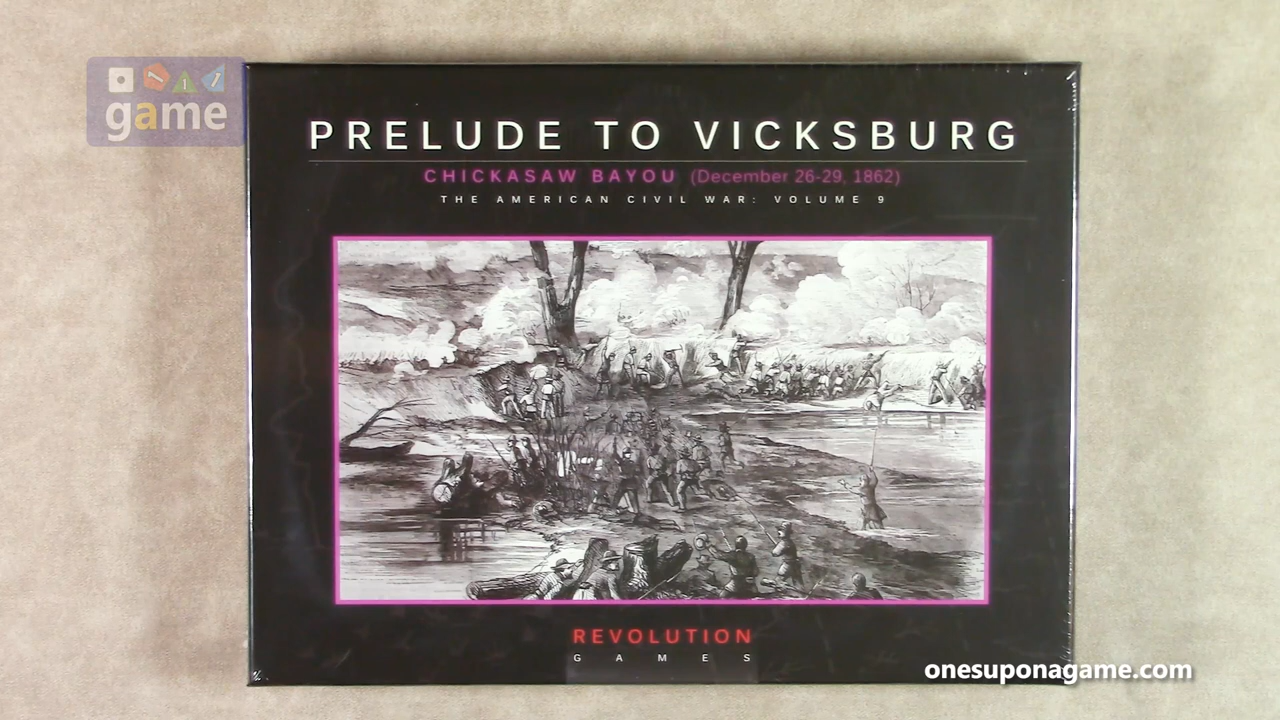 game
PRELUDE TO VICKSBURG
CHICKASAW BAYOU (December 26-29, 1862)
THE AMERICAN CIVIL WAR: VOLUME 9
REVOLUTION
GAMES
onesuponagame.com